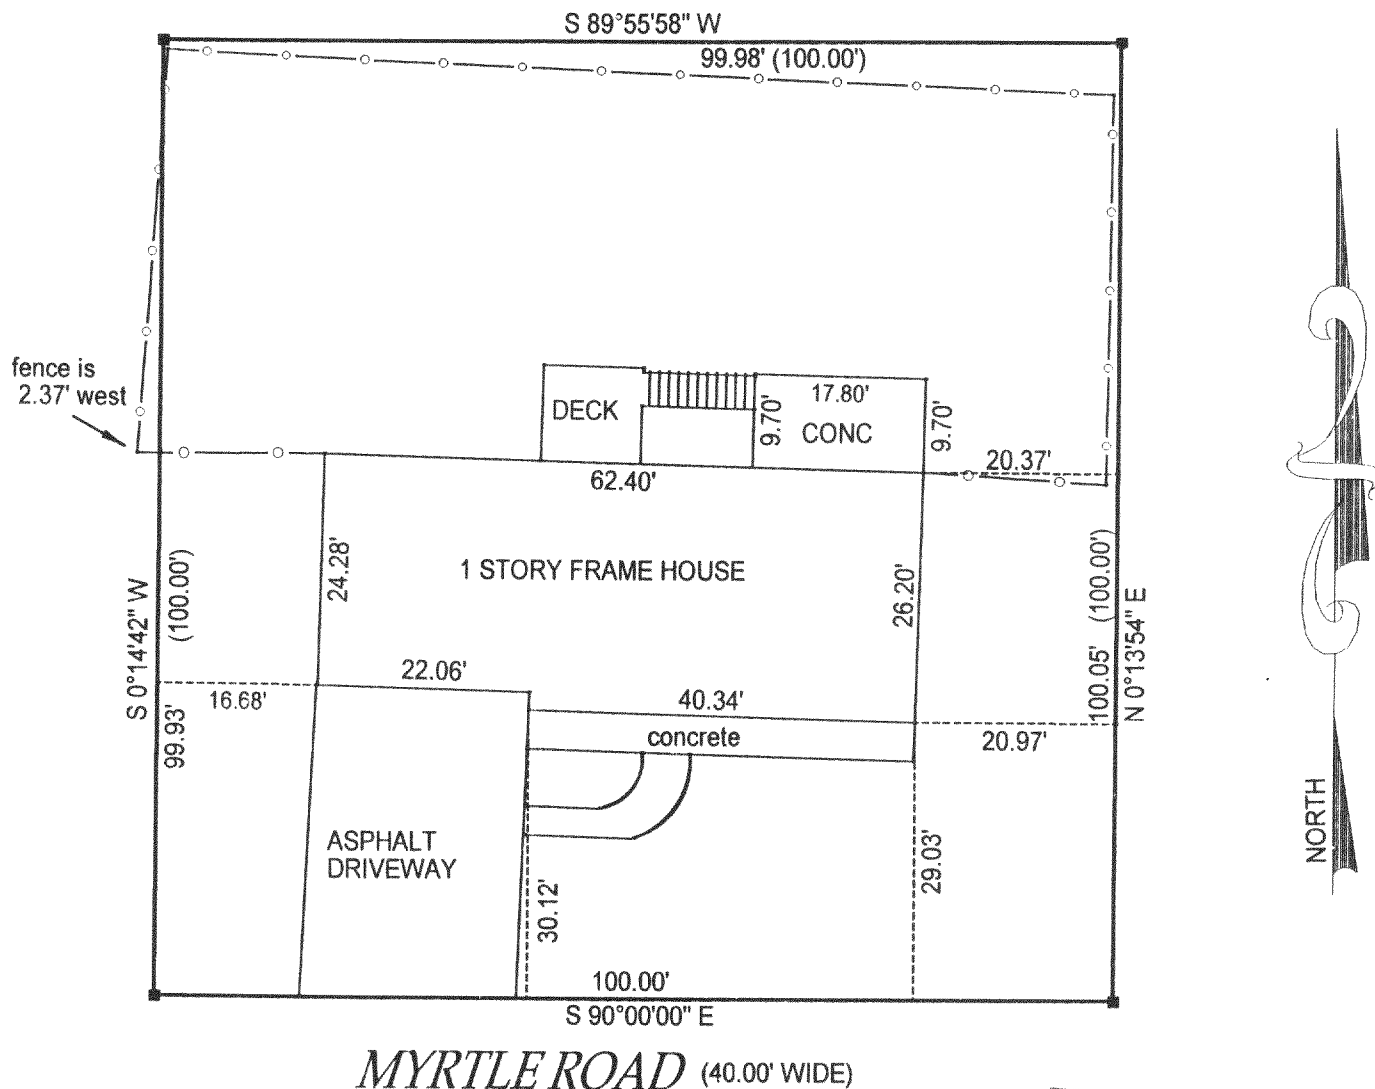 S 89°55'58" W
99.98' (100.00')
fence is
2.37' west
DECK
17.80'
9.70'
CONC
9.70'
20.37'
62.40'
1 STORY FRAME HOUSE
24.28'
26.20'
(100.00')
S 0°14'42" W
99.93'
(100.00')
100.05'
N 0°13'54" E
22.06'
16.68'
40.34'
concrete
20.97'
ASPHALT
DRIVEWAY
30.12'
29.03'
100.00'
S 90°00'00" E
MYRTLE ROAD (40.00' WIDE)
NORTH